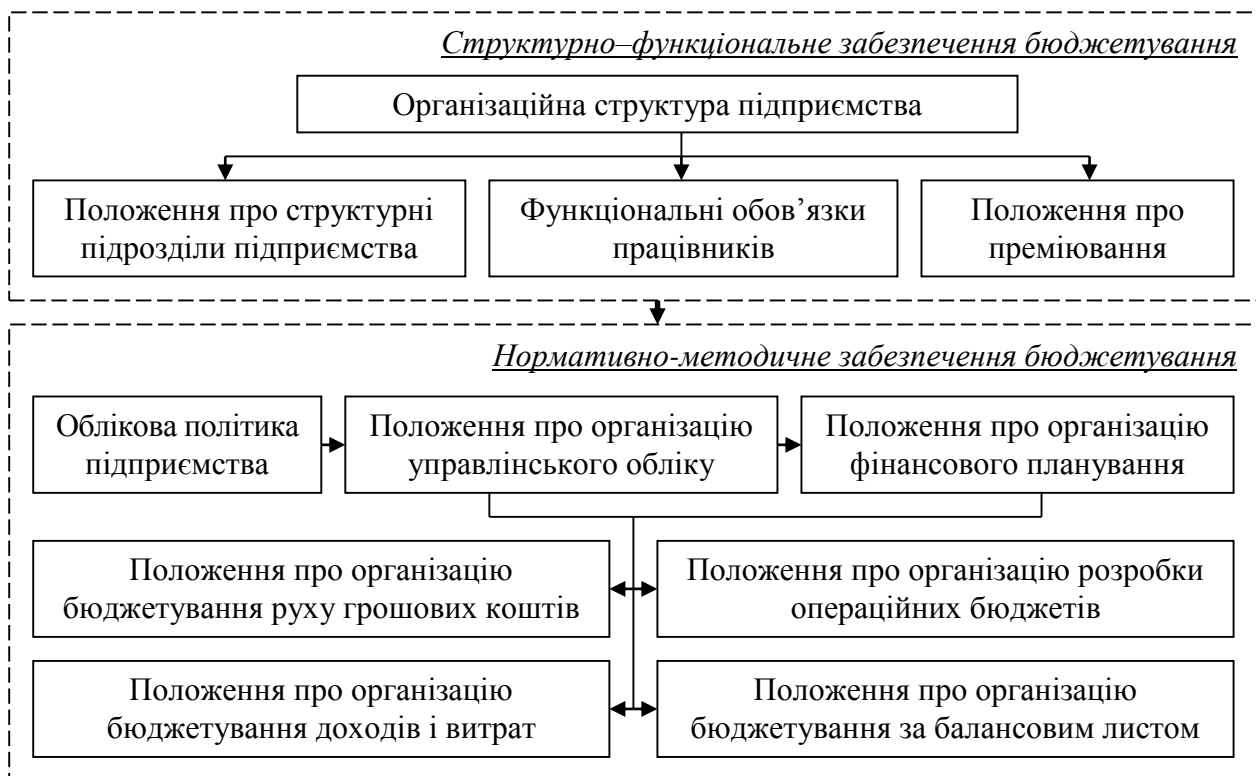 Структурно–функціональне забезпечення бюджетування
Організаційна структура підприємства
Положення про структурні
підрозділи підприємства
Функціональні обов’язки
працівників
Положення про
преміювання
Нормативно-методичне забезпечення бюджетування
Облікова політика
підприємства
Положення про організацію
управлінського обліку
Положення про організацію
фінансового планування
Положення про організацію
бюджетування руху грошових коштів
Положення про організацію розробки
операційних бюджетів
Положення про організацію
бюджетування доходів і витрат
Положення про організацію
бюджетування за балансовим листом